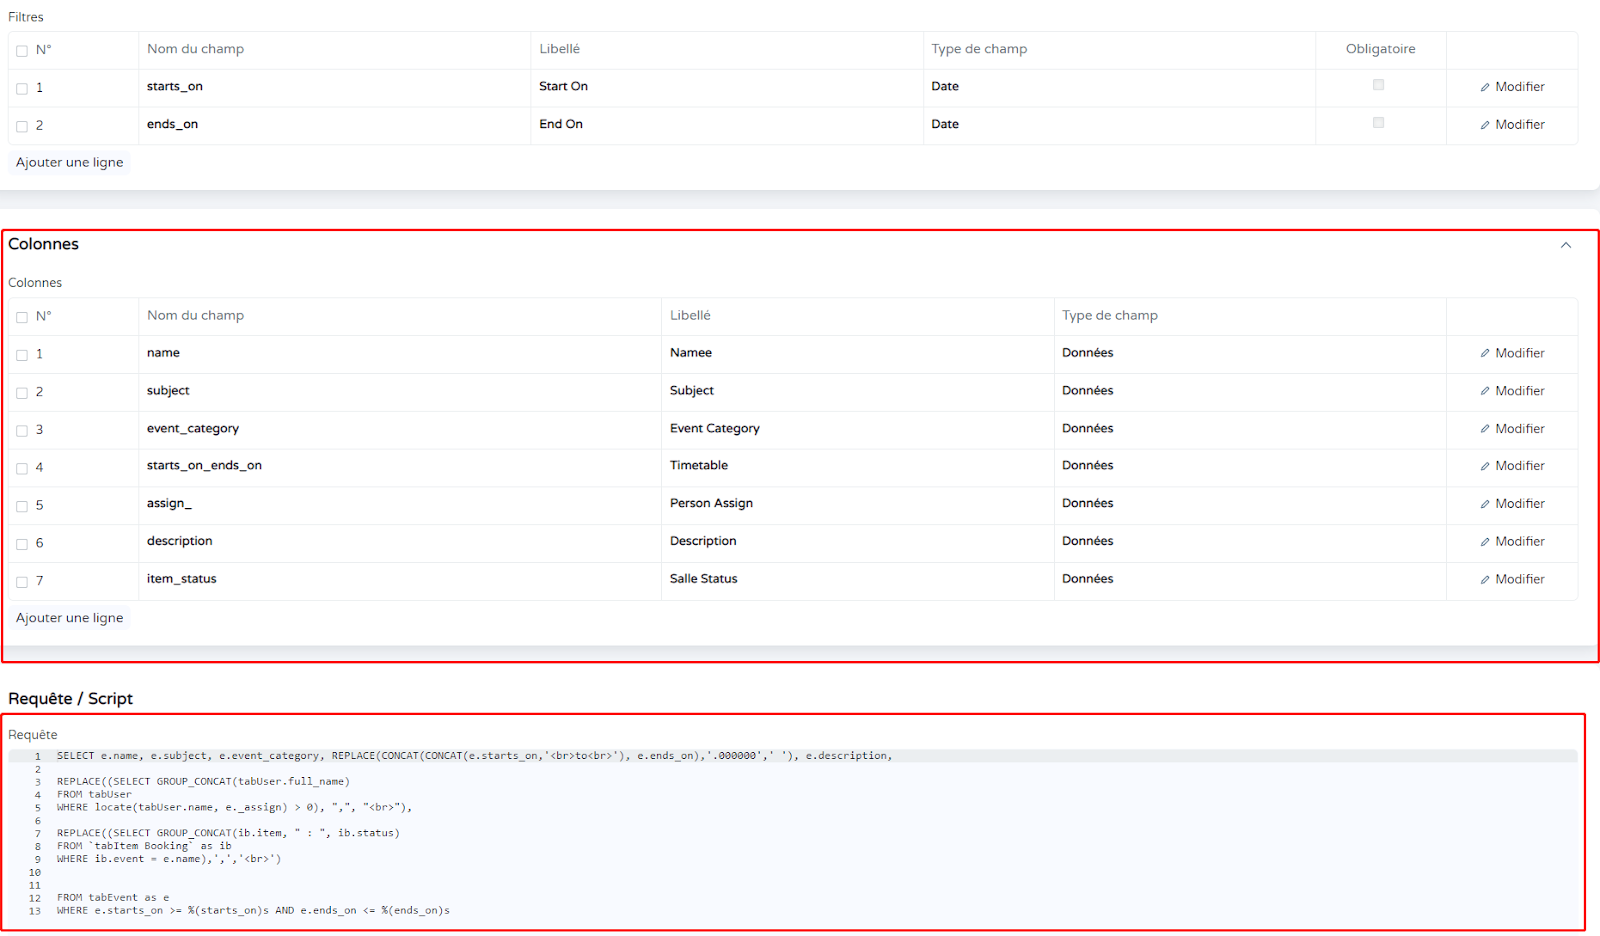 Filtres
N° Nom du champ Libellé Type de champ Obligatoire
1 starts_on Start On Date Modifier
2 ends_on End On Date Modifier
Ajouter une ligne
Colonnes
Colonnes
N° Nom du champ Libellé Type de champ
1 name Namee Données Modifier
2 subject Subject Données Modifier
3 event_category Event Category Données Modifier
4 starts_on_ends_on Timetable Données Modifier
5 assign_ Person Assign Données Modifier
6 description Description Données Modifier
7 item_status Salle Status Données Modifier
Ajouter une ligne
Requête / Script
Requête
1 SELECT e.name, e.subject, e.event_category, REPLACE(CONCAT(CONCAT(e.starts_on,'<br>to<br>'), e.ends_on),'.000000',' '), e.description,
2
3 REPLACE((SELECT GROUP_CONCAT(tabUser.full_name)
4 FROM tabUser
5 WHERE locate(tabUser.name, e._assign) > 0), ",", "<br>"),
6
7 REPLACE((SELECT GROUP_CONCAT(ib.item, " : ", ib.status)
8 FROM `tabItem Booking` as ib
9 WHERE ib.event = e.name),',','<br>')
10
11
12 FROM tabEvent as e
13 WHERE e.starts_on >= %(starts_on)s AND e.ends_on <= %(ends_on)s